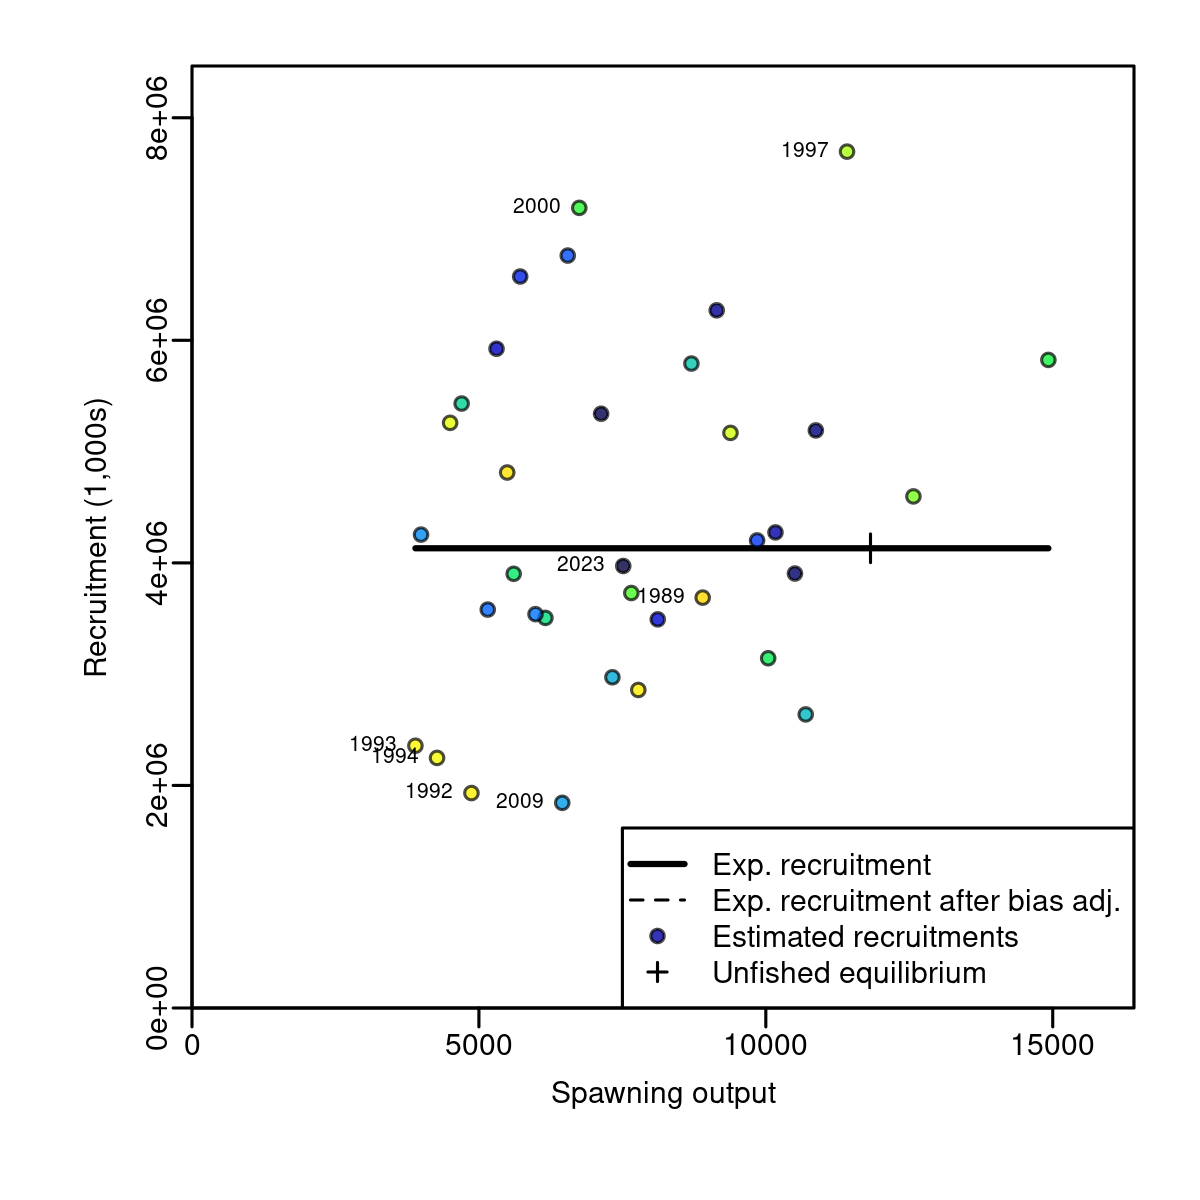 8e+06
6e+06
4e+06
2e+06
0e+00
Recruitment (1,000s)
1997
2000
2023
1989
1993
1994
1992
2009
Exp. recruitment
Exp. recruitment after bias adj.
Estimated recruitments
Unfished equilibrium
0
5000
10000
15000
Spawning output